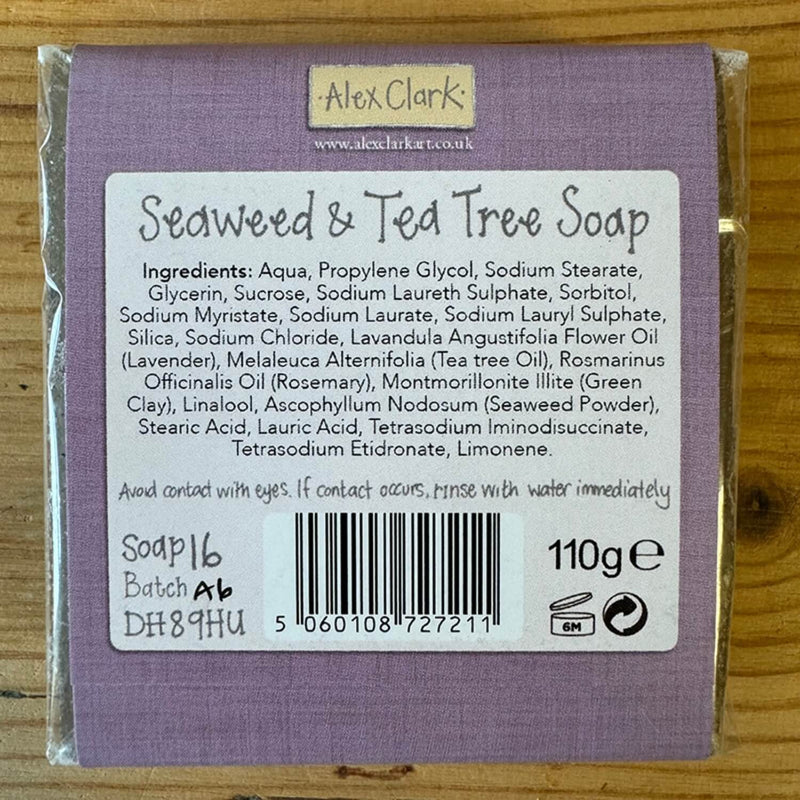 ·Alex Clark·
www.alexclarkart.co.uk
Seaweed & Tea Tree Soap
Ingredients: Aqua, Propylene Glycol, Sodium Stearate,
Glycerin, Sucrose, Sodium Laureth Sulphate, Sorbitol,
Sodium Myristate, Sodium Laurate, Sodium Lauryl Sulphate,
Silica, Sodium Chloride, Lavandula Angustifolia Flower Oil
(Lavender), Melaleuca Alternifolia (Tea tree Oil), Rosmarinus
Officinalis Oil (Rosemary), Montmorillonite Illite (Green
Clay), Linalool, Ascophyllum Nodosum (Seaweed Powder),
Stearic Acid, Lauric Acid, Tetrasodium Iminodisuccinate,
Tetrasodium Etidronate, Limonene.
Avoid contact with eyes. If contact occurs, rinse with water immediately
Soap16
Batch A6
DH89HU
5 060108 727211
110g e
6M